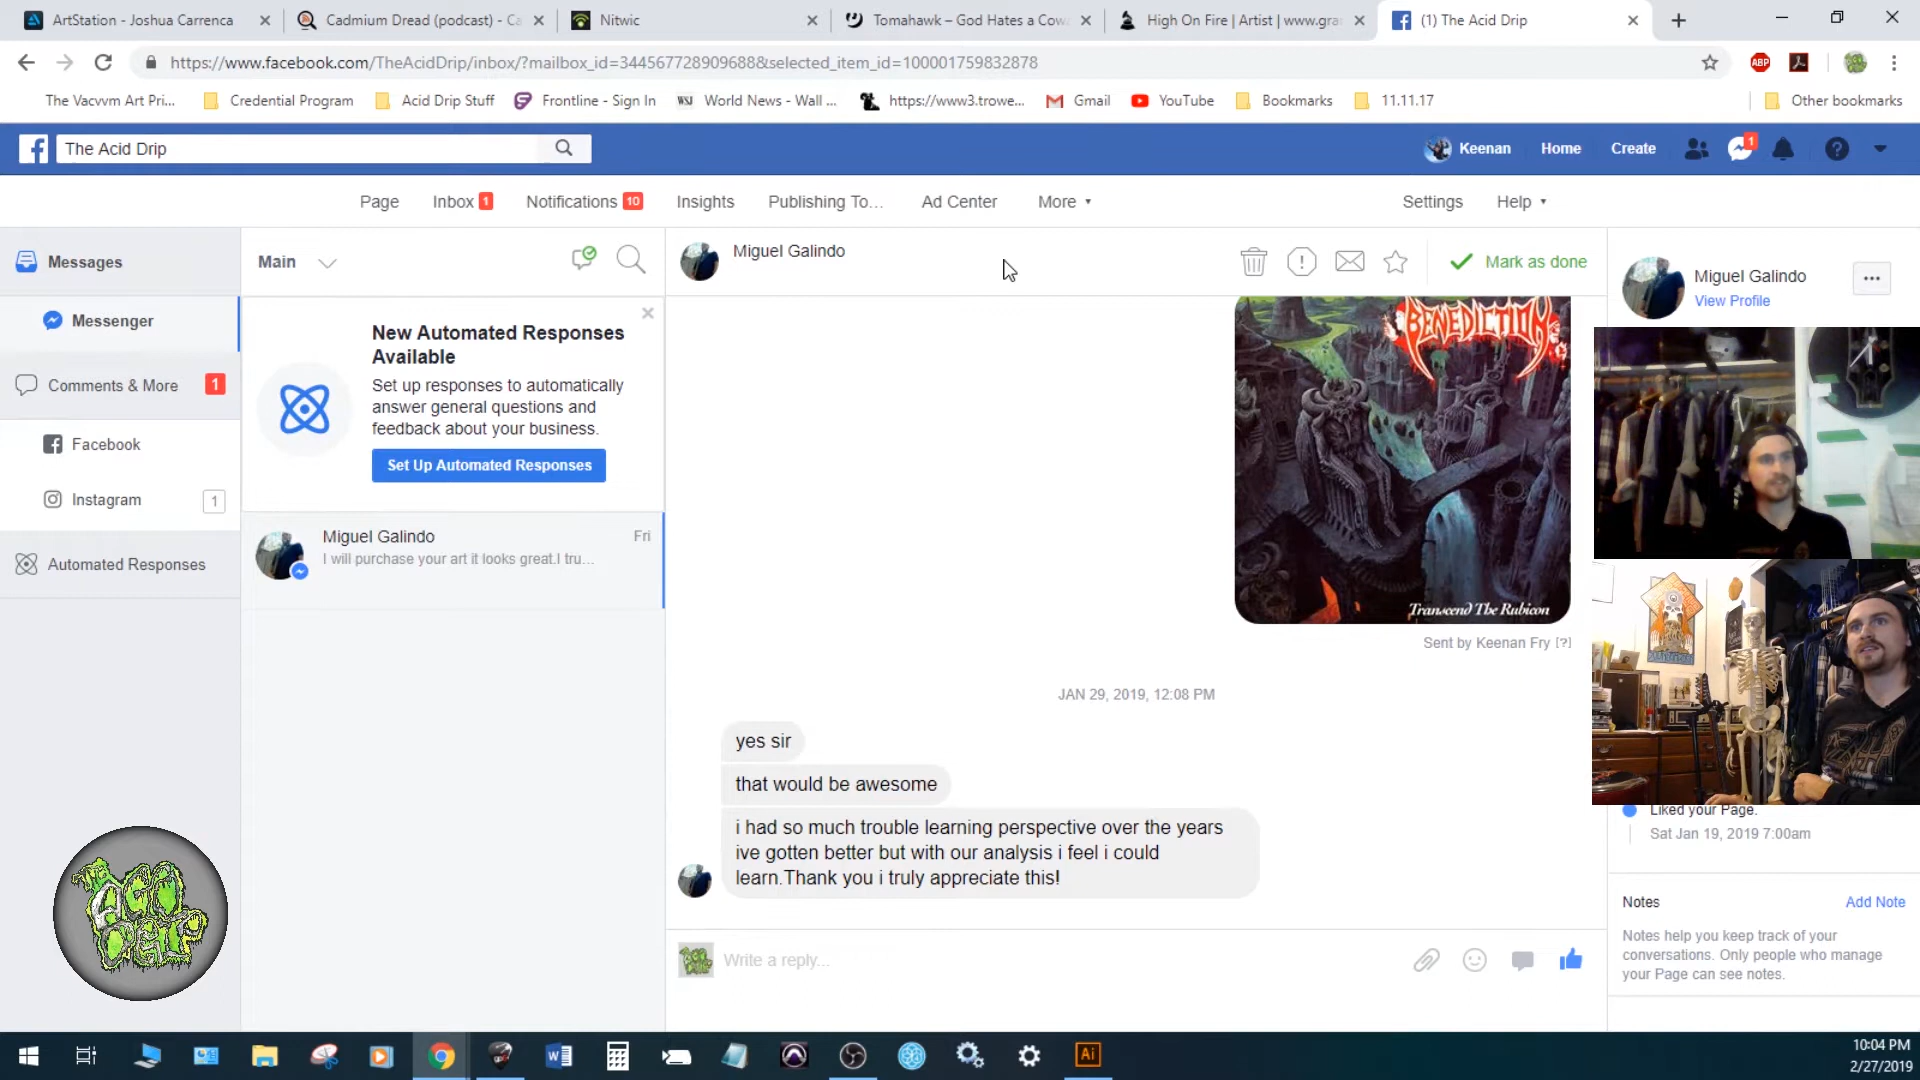 ArtStation - Joshua Carrenca
Cadmium Dread (podcast) - Ca
Nitwic
Tomahawk – God Hates a Cow
High On Fire | Artist | www.gra
(1) The Acid Drip
https://www.facebook.com/TheAcidDrip/inbox/?mailbox_id=344567728909688&selected_item_id=100001759832878
ABP
The Vacvvm Art Pri...
Credential Program
Acid Drip Stuff
Frontline - Sign In
WSJ
World News - Wall ...
https://www3.trowe...
Gmail
YouTube
Bookmarks
11.11.17
Other bookmarks
The Acid Drip
Keenan
Home
Create
1
Page
Inbox 1
Notifications 10
Insights
Publishing To...
Ad Center
More
Settings
Help
Messages
Main
Miguel Galindo
Mark as done
Miguel Galindo
View Profile
Messenger
Comments & More 1
Facebook
Instagram 1
Automated Responses
New Automated Responses
Available
Set up responses to automatically
answer general questions and
feedback about your business.
Set Up Automated Responses
Miguel Galindo
Fri
I will purchase your art it looks great.I tru...
BENEDICTION
Transcend The Rubicon
Sent by Keenan Fry [?]
JAN 29, 2019, 12:08 PM
yes sir
that would be awesome
i had so much trouble learning perspective over the years
ive gotten better but with our analysis i feel i could
learn.Thank you i truly appreciate this!
Write a reply...
Liked your Page.
Sat Jan 19, 2019 7:00am
Notes
Add Note
Notes help you keep track of your
conversations. Only people who manage
your Page can see notes.
THE
ACID
DRIP
Ai
10:04 PM
2/27/2019